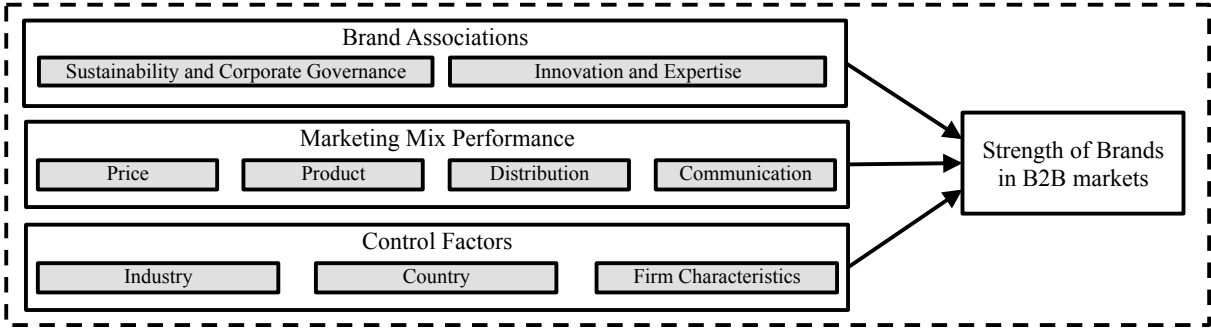 Brand Associations
Sustainability and Corporate Governance
Innovation and Expertise
Marketing Mix Performance
Price
Product
Distribution
Communication
Control Factors
Industry
Country
Firm Characteristics
Strength of Brands
in B2B markets